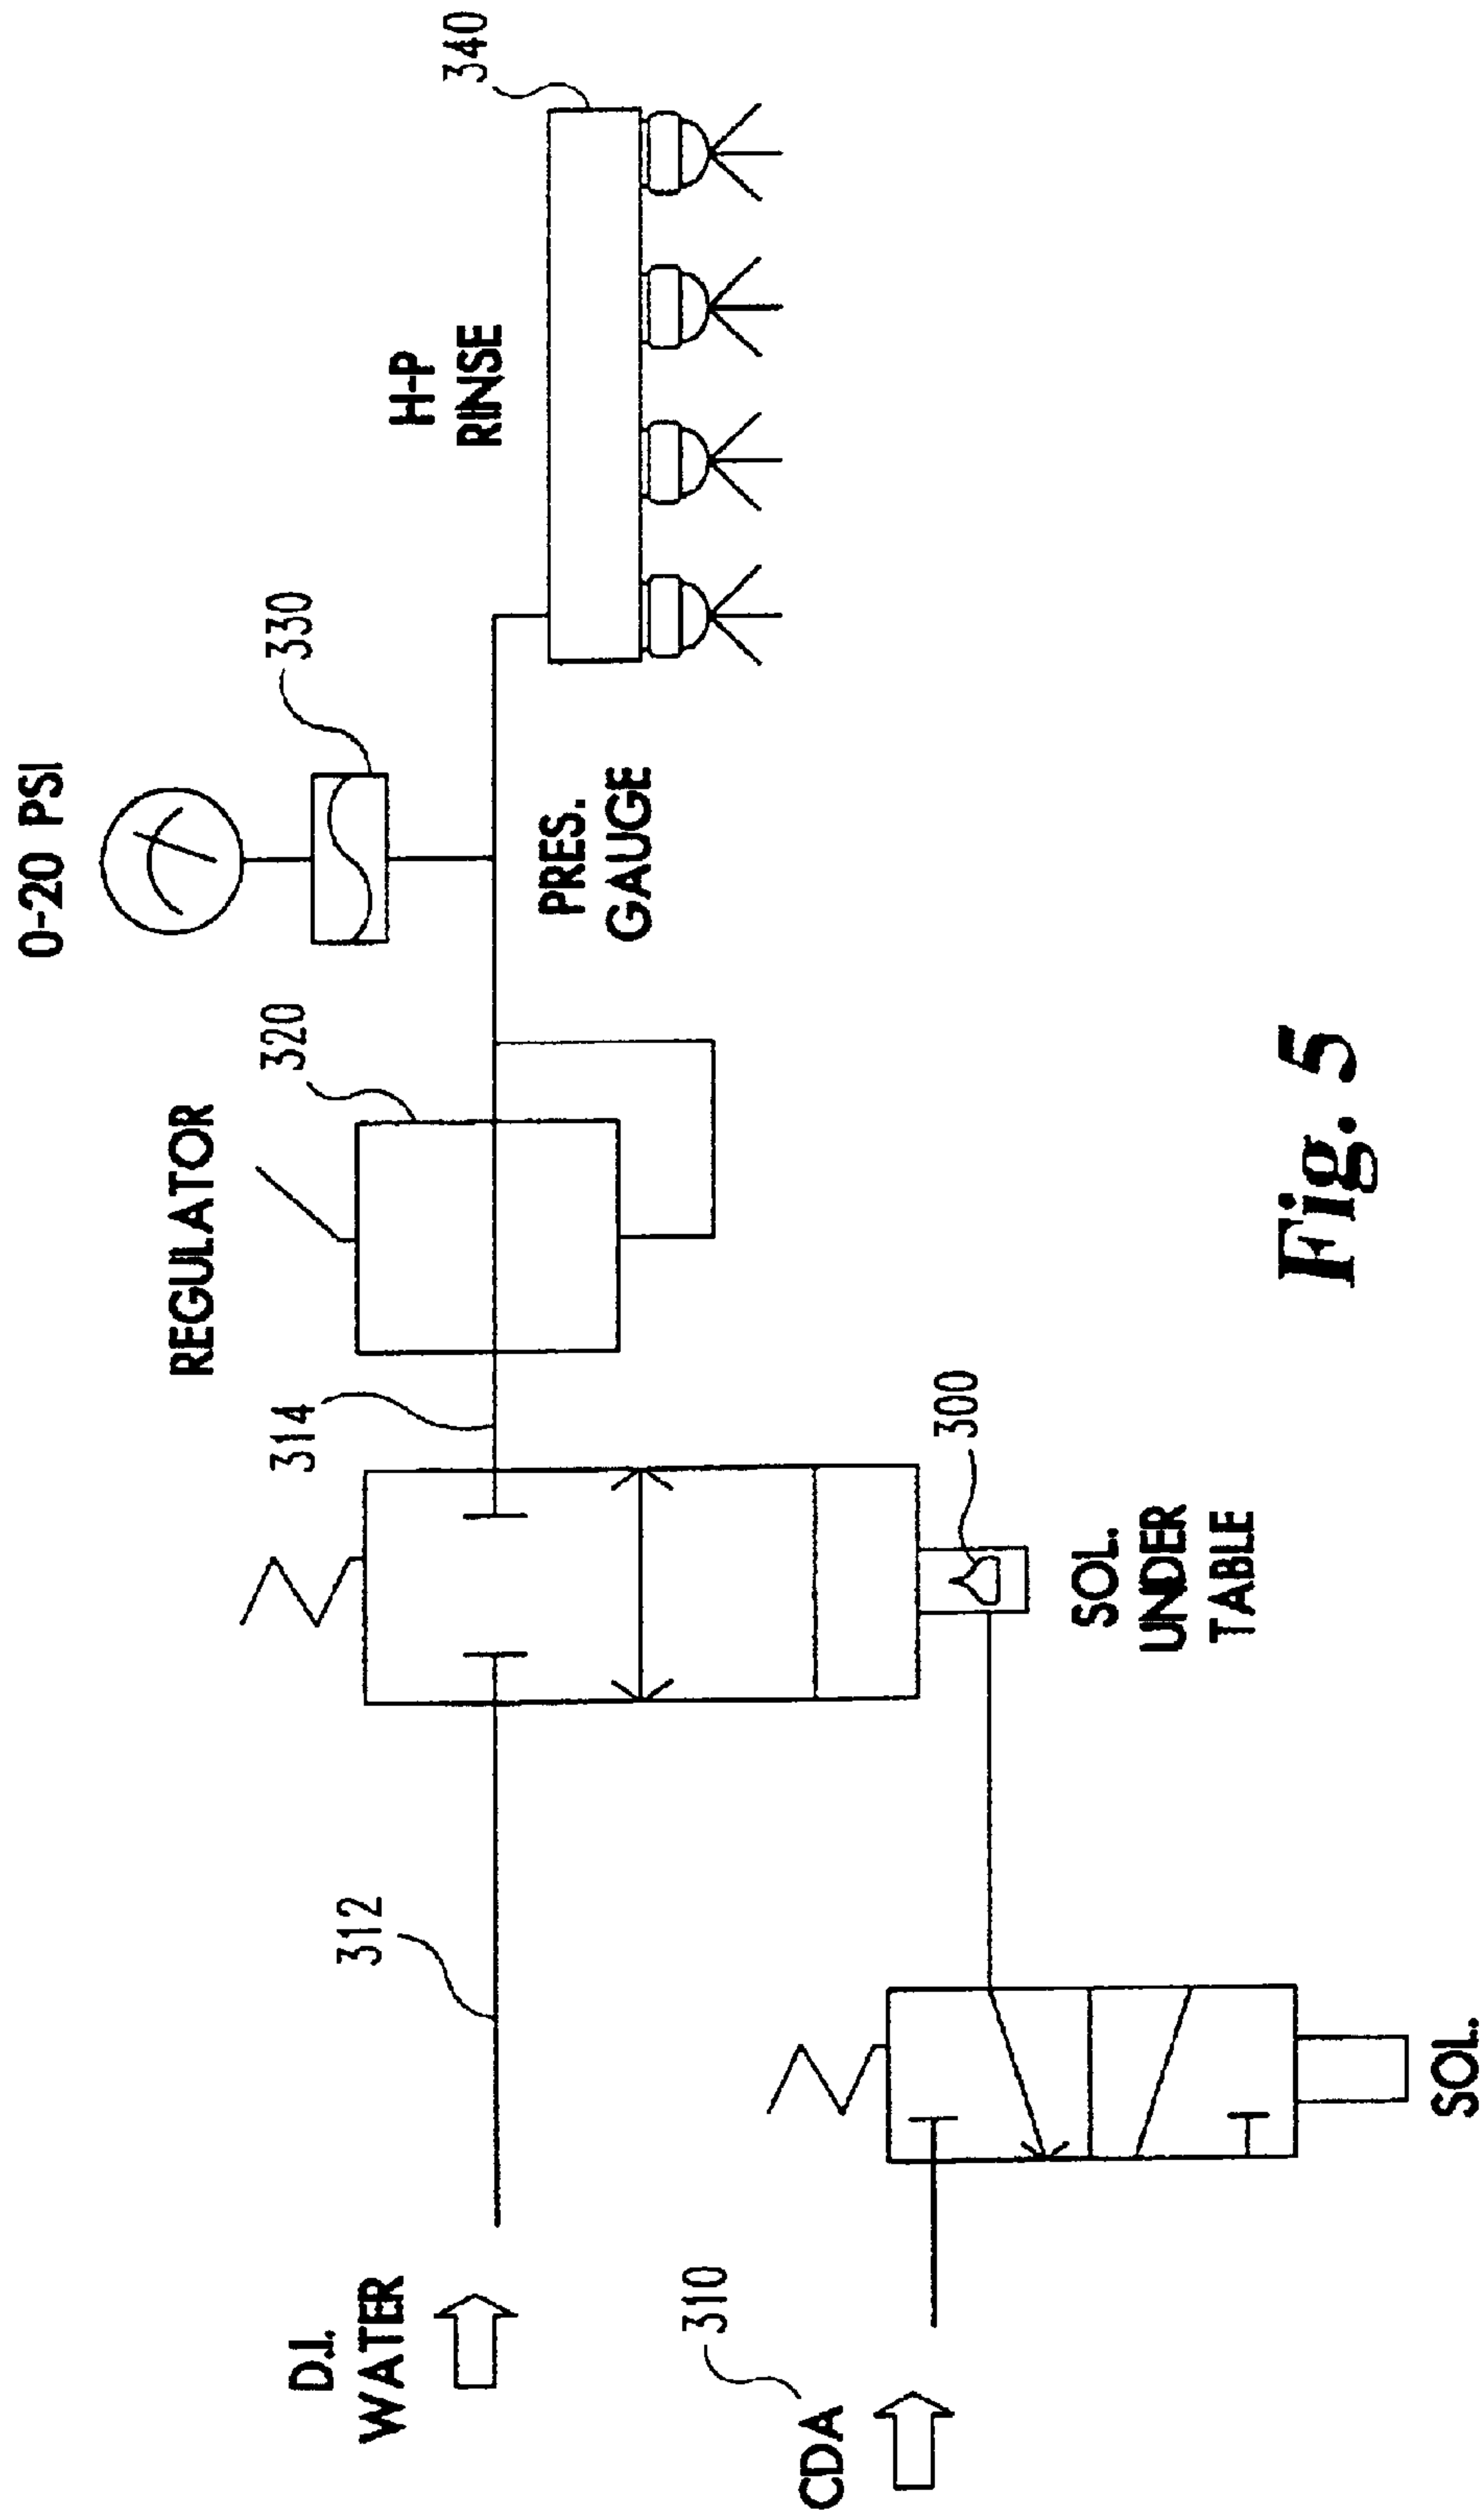 0-20 PSI
340
330
H-P
RINSE
REGULATOR
320
PRES.
GAUGE
314
312
D.I.
WATER
300
SOL.
UNDER
TABLE
310
CDA
SOL.
Fig. 5